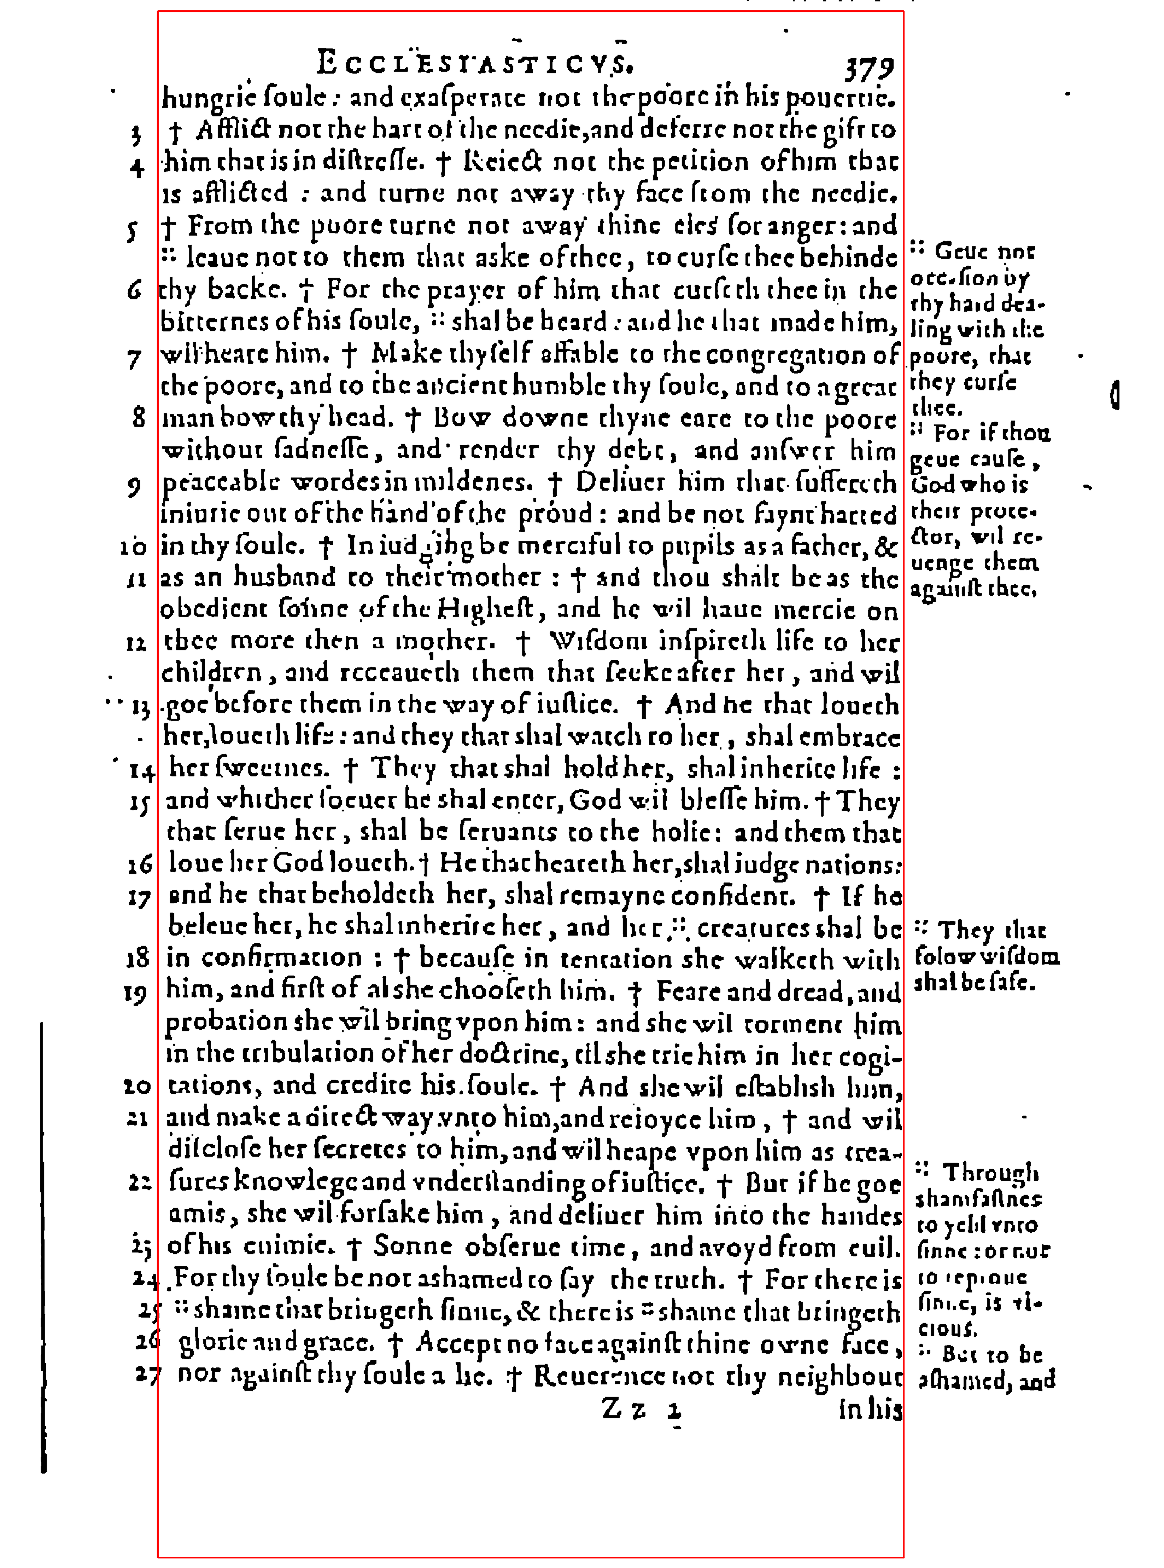 ECCLESIASTICVS. 379
hungrie ſoule: and exaſperate not the poore in his pouertie.
3 † Afflict not the hart of the needie, and deferre not the gift to
4 him that is in diſtreſſe. † Reiect not the petition of him that
is afflicted : and turne not away thy face from the needie.
5 † From the poore turne not away thine eies for anger: and
:: leaue not to them that aske of thee, to curſe thee behinde
6 thy backe. † For the prayer of him that curſeth thee in the
bitternes of his ſoule, :: shal be heard: and he that made him,
7 wil heare him. † Make thyſelf affable to the congregation of
the poore, and to the ancient humble thy ſoule, and to a great
8 man bow thy head. † Bow downe thyne eare to the poore
without ſadneſſe, and render thy debt, and anſwer him
9 peaceable wordes in mildenes. † Deliuer him that ſuffereth
iniurie out of the hand of the proud: and be not faynt harted
10 in thy ſoule. † In iudging be merciful to pupils as a father, &
11 as an husband to their mother : † and thou shalt be as the
obedient ſonne of the Higheſt, and he wil haue mercie on
12 thee more then a mother. † Wiſdom inſpireth life to her
children, and receaueth them that ſeeke after her, and wil
13 goe before them in the way of iuſtice. † And he that loueth
her, loueth life: and they that shal watch to her, shal embrace
14 her ſweetnes. † They that shal hold her, shal inherite life :
15 and whither ſoeuer he shal enter, God wil bleſſe him. † They
that ſerue her, shal be ſeruants to the holie: and them that
16 loue her God loueth. † He that heareth her, shal iudge nations:
17 and he that beholdeth her, shal remayne confident. † If he
beleue her, he shal inherite her, and her :: creatures shal be
18 in confirmation : † becauſe in tentation she walketh with
19 him, and firſt of al she chooſeth him. † Feare and dread, and
probation she wil bring vpon him: and she wil torment him
in the tribulation of her doctrine, til she trie him in her cogi-
20 tations, and credite his ſoule. † And she wil eſtablish him,
21 and make a direct way vnto him, and reioyce him, † and wil
diſcloſe her ſecretes to him, and wil heape vpon him as trea-
22 ſures knowlege and vnderſtanding of iuſtice. † But if he goe
amis, she wil forſake him, and deliuer him into the handes
23 of his enimie. † Sonne obſerue time, and avoyd from euil.
24 For thy ſoule be not ashamed to ſay the truth. † For there is
25 :: shame that bringeth ſinne, & there is :: shame that bringeth
26 glorie and grace. † Accept no face againſt thine owne face,
27 nor againſt thy ſoule a lie. † Reuerence not thy neighbour
Zz 1 in his
:: Geue not
occaſion by
thy hard dea-
ling with the
poore, that
they curſe
thee.
:: For if thou
geue cauſe,
God who is
their prote-
ctor, wil re-
uenge them
againſt thee.
:: They that
folow wiſdom
shal be ſafe.
:: Through
shamfaſtnes
to yeld vnto
ſinne: or not
to reproue
ſinne, is vi-
cious.
:: But to be
aſhamed, and